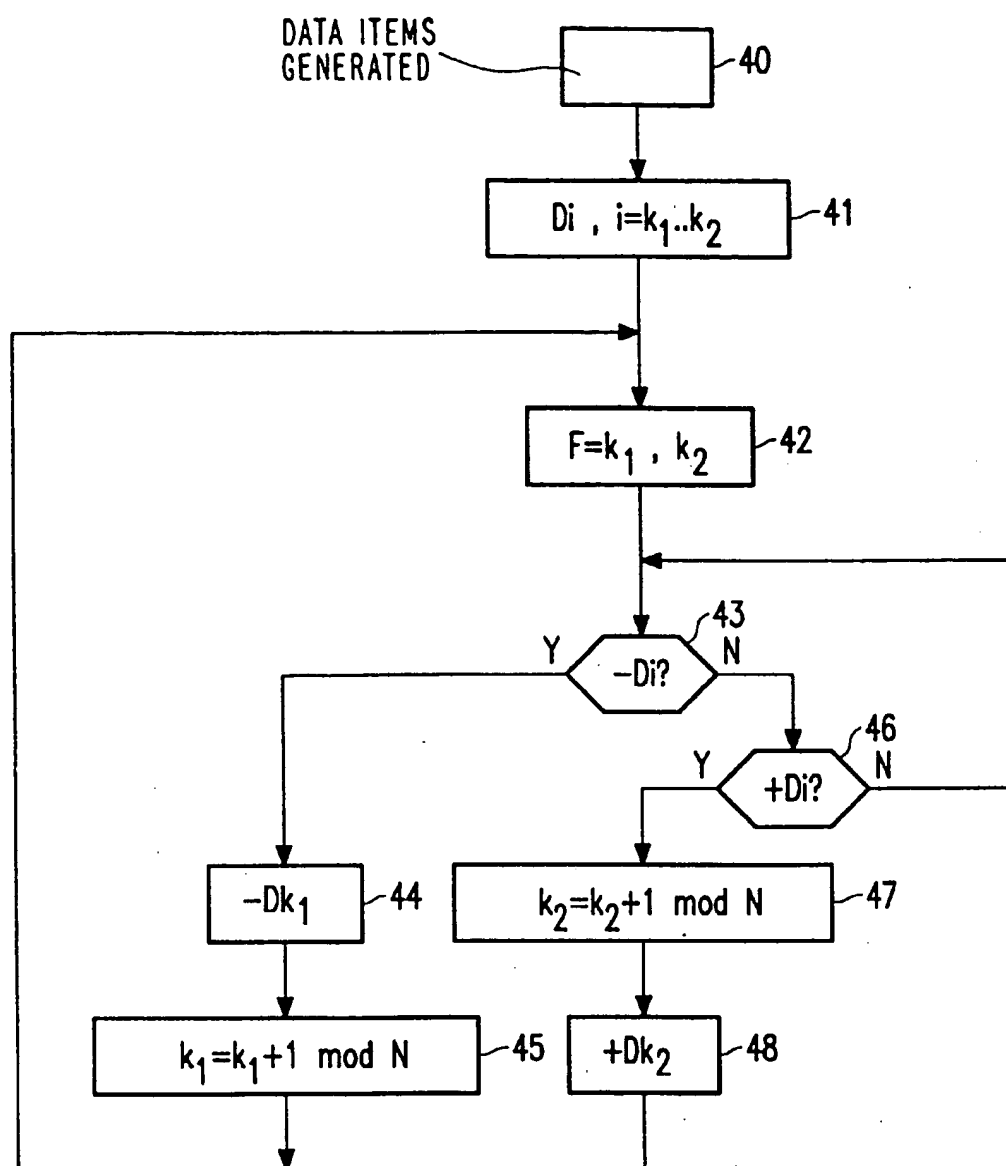 DATA ITEMS
GENERATED
40
Di , i=k₁..k₂
41
F=k₁ , k₂
42
43
Y
N
−Di?
46
Y
N
+Di?
−Dk₁
44
k₂=k₂+1 mod N
47
k₁=k₁+1 mod N
45
+Dk₂
48